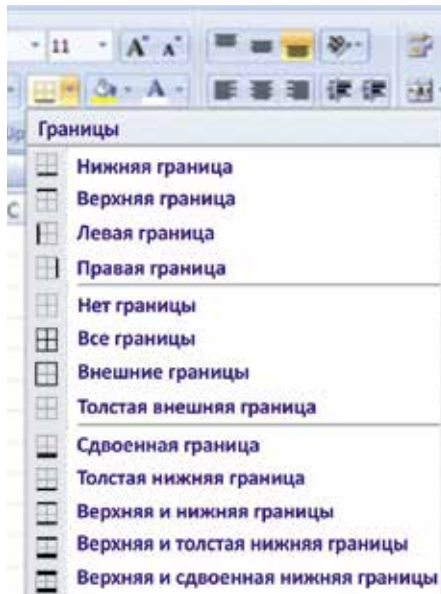 11 A A
A
Границы
C
Нижняя граница
Верхняя граница
Левая граница
Правая граница
Нет границы
Все границы
Внешние границы
Толстая внешняя граница
Сдвоенная граница
Толстая нижняя граница
Верхняя и нижняя границы
Верхняя и толстая нижняя границы
Верхняя и сдвоенная нижняя границы